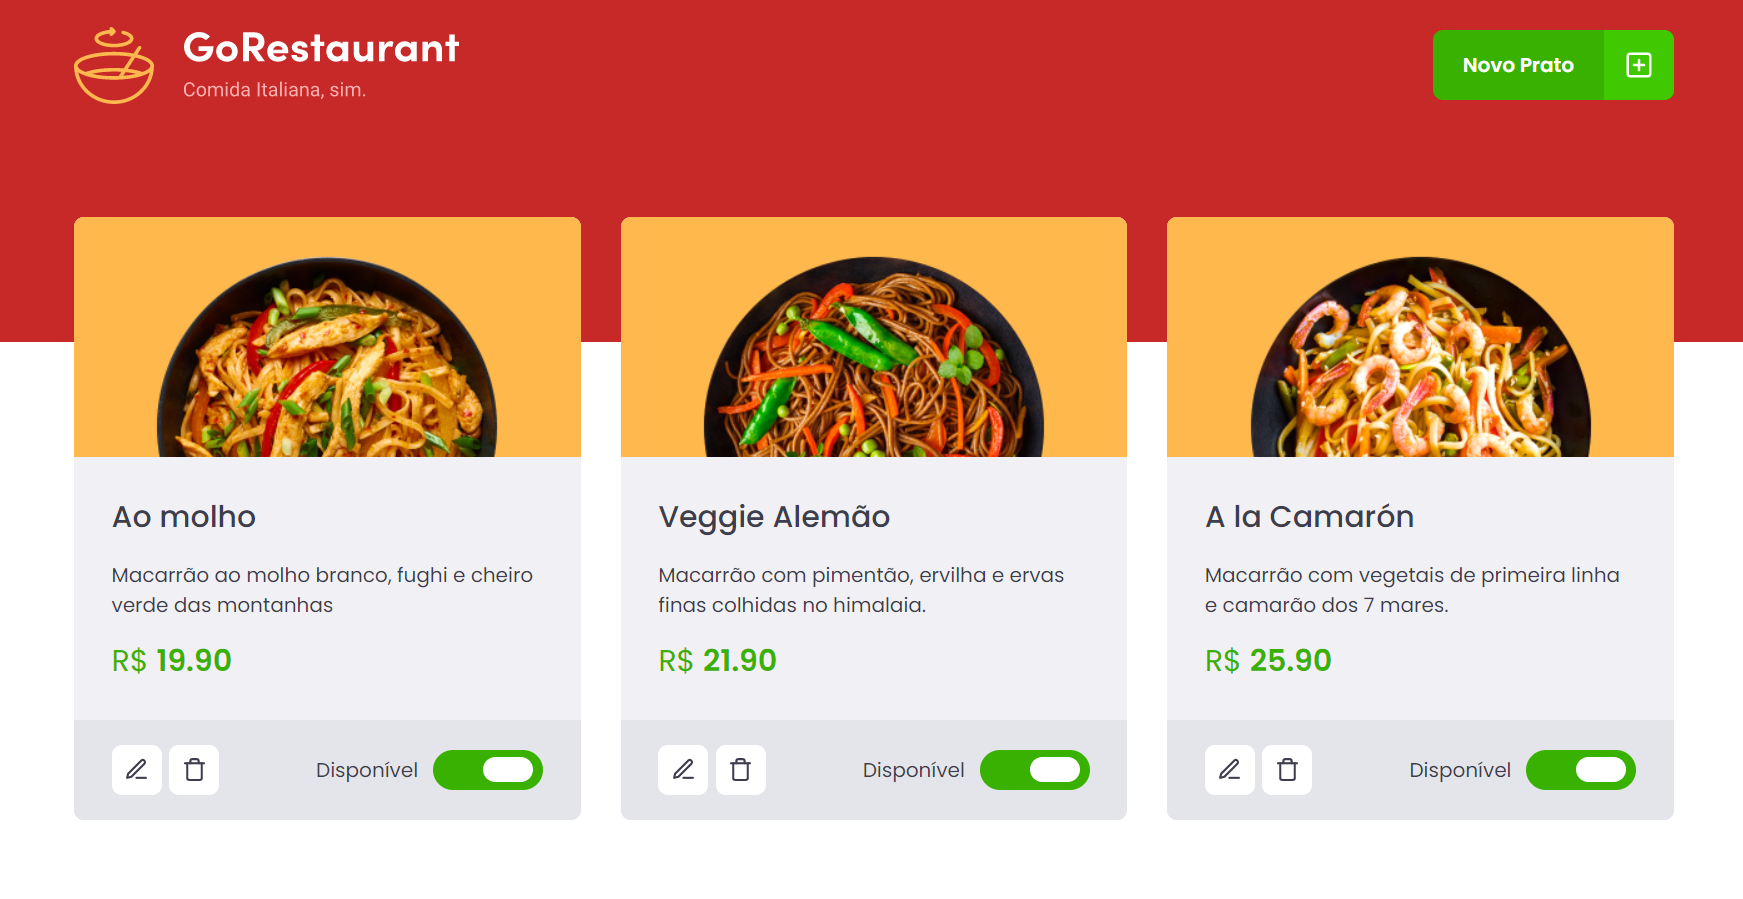 GoRestaurant
Comida Italiana, sim.
Novo Prato
Ao molho
Macarrão ao molho branco, fughi e cheiro
verde das montanhas
R$ 19.90
Disponível
Veggie Alemão
Macarrão com pimentão, ervilha e ervas
finas colhidas no himalaia.
R$ 21.90
Disponível
A la Camarón
Macarrão com vegetais de primeira linha
e camarão dos 7 mares.
R$ 25.90
Disponível